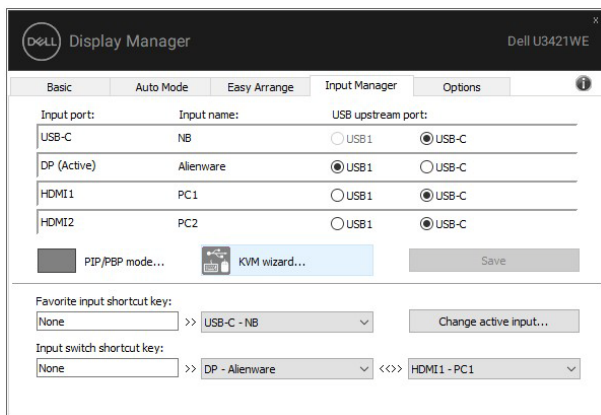 x
DELL Display Manager Dell U3421WE
Basic Auto Mode Easy Arrange Input Manager Options i
Input port: Input name: USB upstream port:
USB-C NB USB1 USB-C
DP (Active) Alienware USB1 USB-C
HDMI1 PC1 USB1 USB-C
HDMI2 PC2 USB1 USB-C
PIP/PBP mode... KVM wizard... Save
Favorite input shortcut key:
None >> USB-C - NB Change active input...
Input switch shortcut key:
None >> DP - Alienware <<>> HDMI1 - PC1